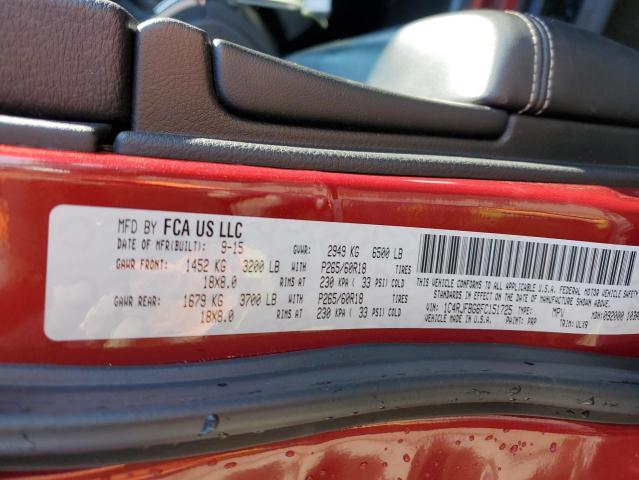 MFD BY FCA US LLC
DATE OF MFR(BUILT): 9-15 GVWR: 2949 KG 6500 LB
GAWR FRONT: 1452 KG 3200 LB WITH P265/60R18 TIRES
18X8.0 RIMS AT 230 KPA ( 33 PSI) COLD
GAWR REAR: 1679 KG 3700 LB WITH P265/60R18 TIRES
18X8.0 RIMS AT 230 KPA ( 33 PSI) COLD
THIS VEHICLE CONFORMS TO ALL APPLICABLE U.S.A. FEDERAL MOTOR VEHICLE SAFETY
STANDARDS IN EFFECT ON THE DATE OF MANUFACTURE SHOWN ABOVE.
VIN: TYPE: MPV MDH:
VEHICLE MADE IN U.S.A. PAINT: PRP TRIM: